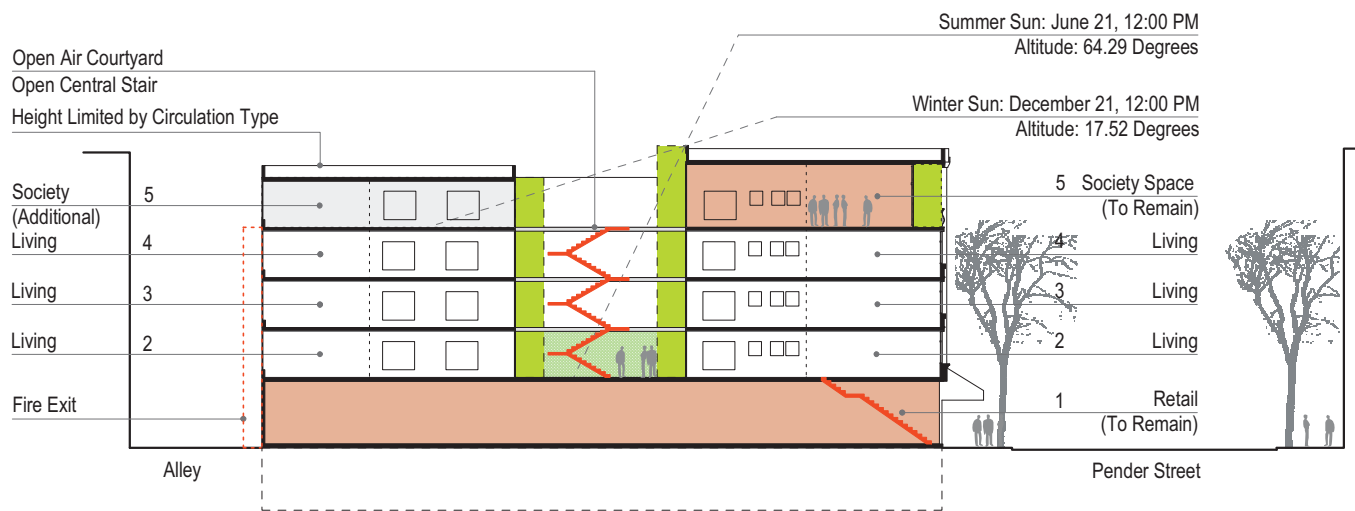 Summer Sun: June 21, 12:00 PM
Altitude: 64.29 Degrees
Open Air Courtyard
Open Central Stair
Height Limited by Circulation Type
Winter Sun: December 21, 12:00 PM
Altitude: 17.52 Degrees
Society 5
(Additional)
Living 4
Living 3
Living 2
Fire Exit
5 Society Space
(To Remain)
4 Living
3 Living
2 Living
1 Retail
(To Remain)
Alley
Pender Street